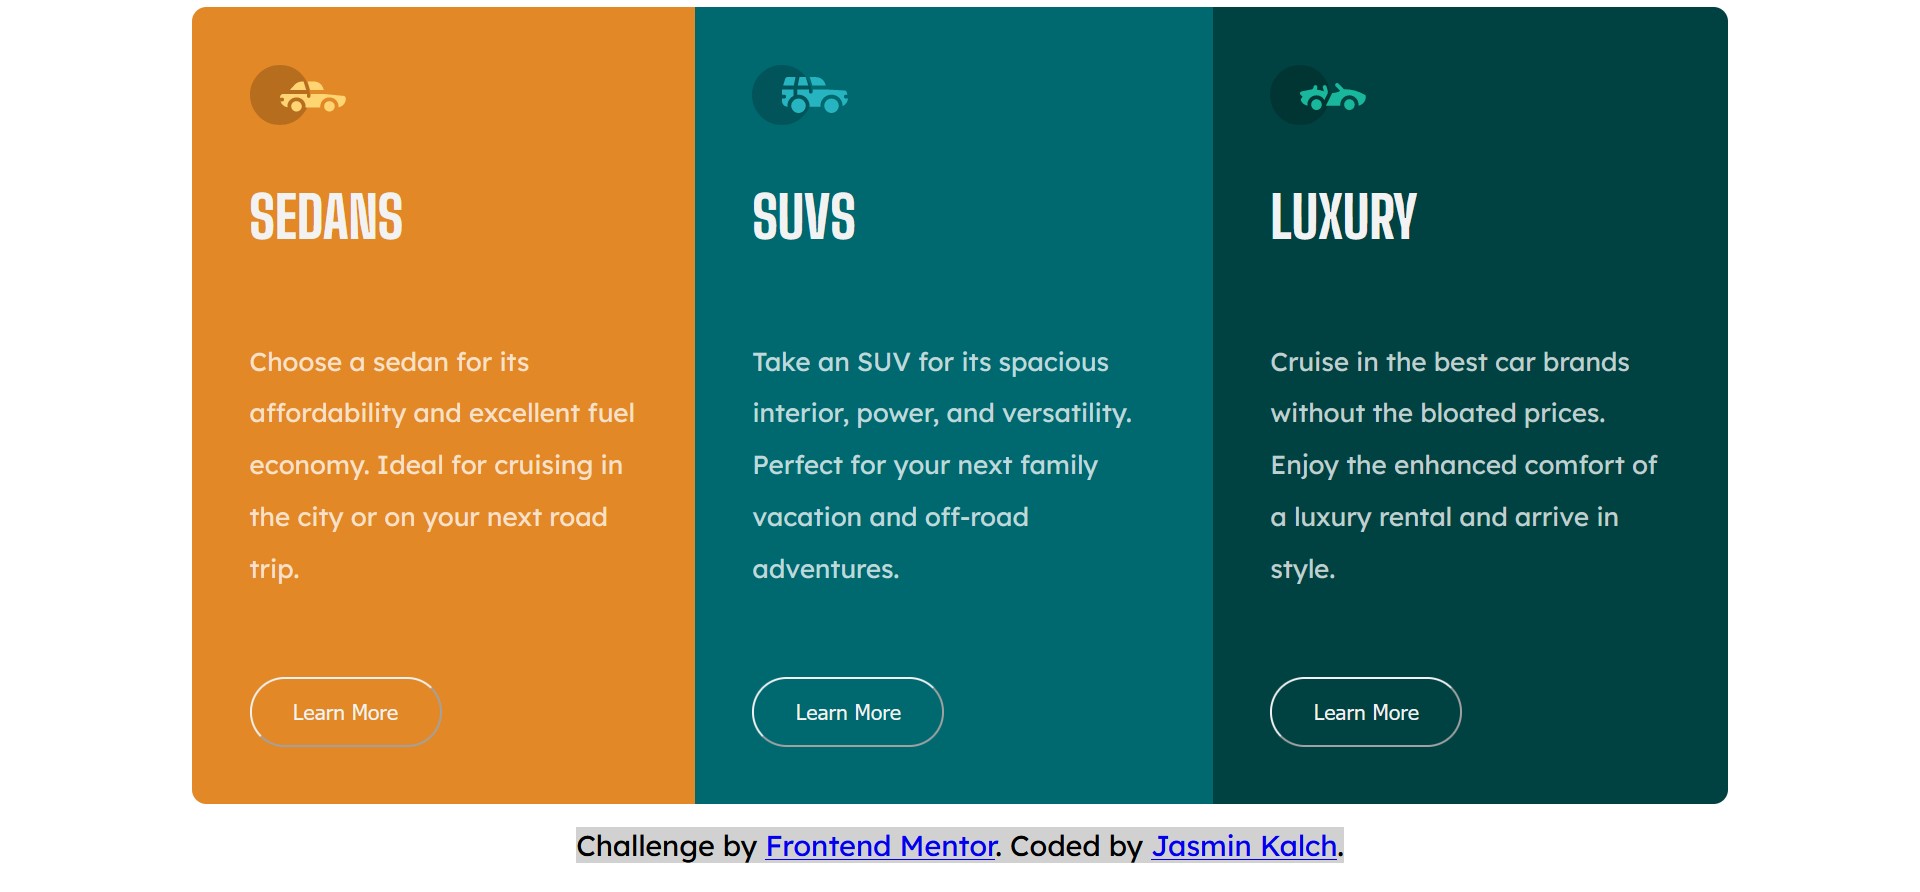 SEDANS
Choose a sedan for its
affordability and excellent fuel
economy. Ideal for cruising in
the city or on your next road
trip.
Learn More
SUVS
Take an SUV for its spacious
interior, power, and versatility.
Perfect for your next family
vacation and off-road
adventures.
Learn More
LUXURY
Cruise in the best car brands
without the bloated prices.
Enjoy the enhanced comfort of
a luxury rental and arrive in
style.
Learn More
Challenge by Frontend Mentor. Coded by Jasmin Kalch.